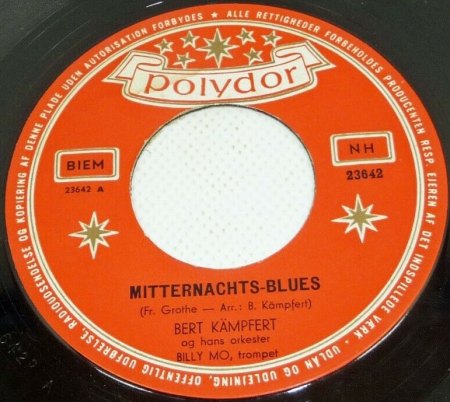 ★ ALLE RETTIGHEDER FORBEHOLDES PRODUCENTEN RESP. EJEREN AF DET INDSPILLEDE VÆRK - UDLAN OG UDLEJNING, OFFENTLIG UDFØRELSE, RADIOUDSENDELSE OG KOPIERING AF DENNE PLADE UDEN AUTORISATION FORBYDES
polydor
BIEM
23642 A
NH
23642
MITTERNACHTS-BLUES
(Fr. Grothe — Arr.: B. Kämpfert)
BERT KÄMPFERT
og hans orkester
BILLY MO, trompet